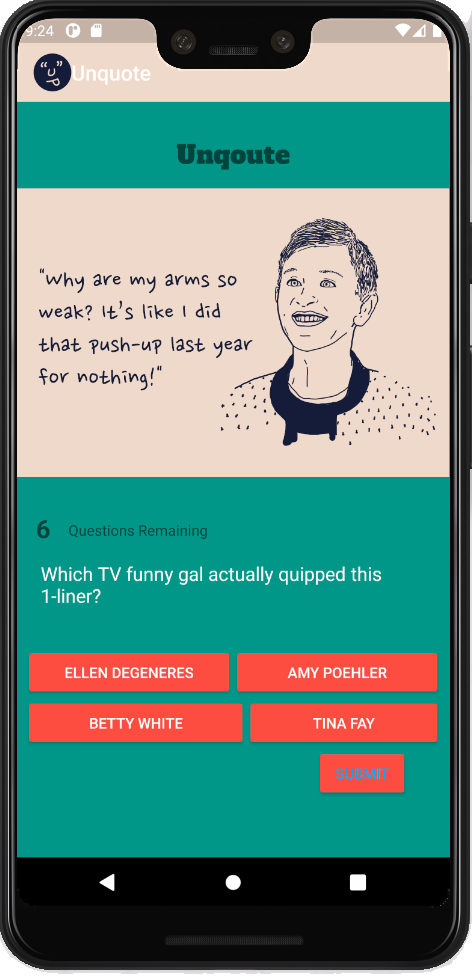 9:24
"up
Unquote
Unqoute
"Why are my arms so
weak? It's like I did
that push-up last year
for nothing!"
6 Questions Remaining
Which TV funny gal actually quipped this
1-liner?
ELLEN DEGENERES AMY POEHLER
BETTY WHITE TINA FAY
SUBMIT